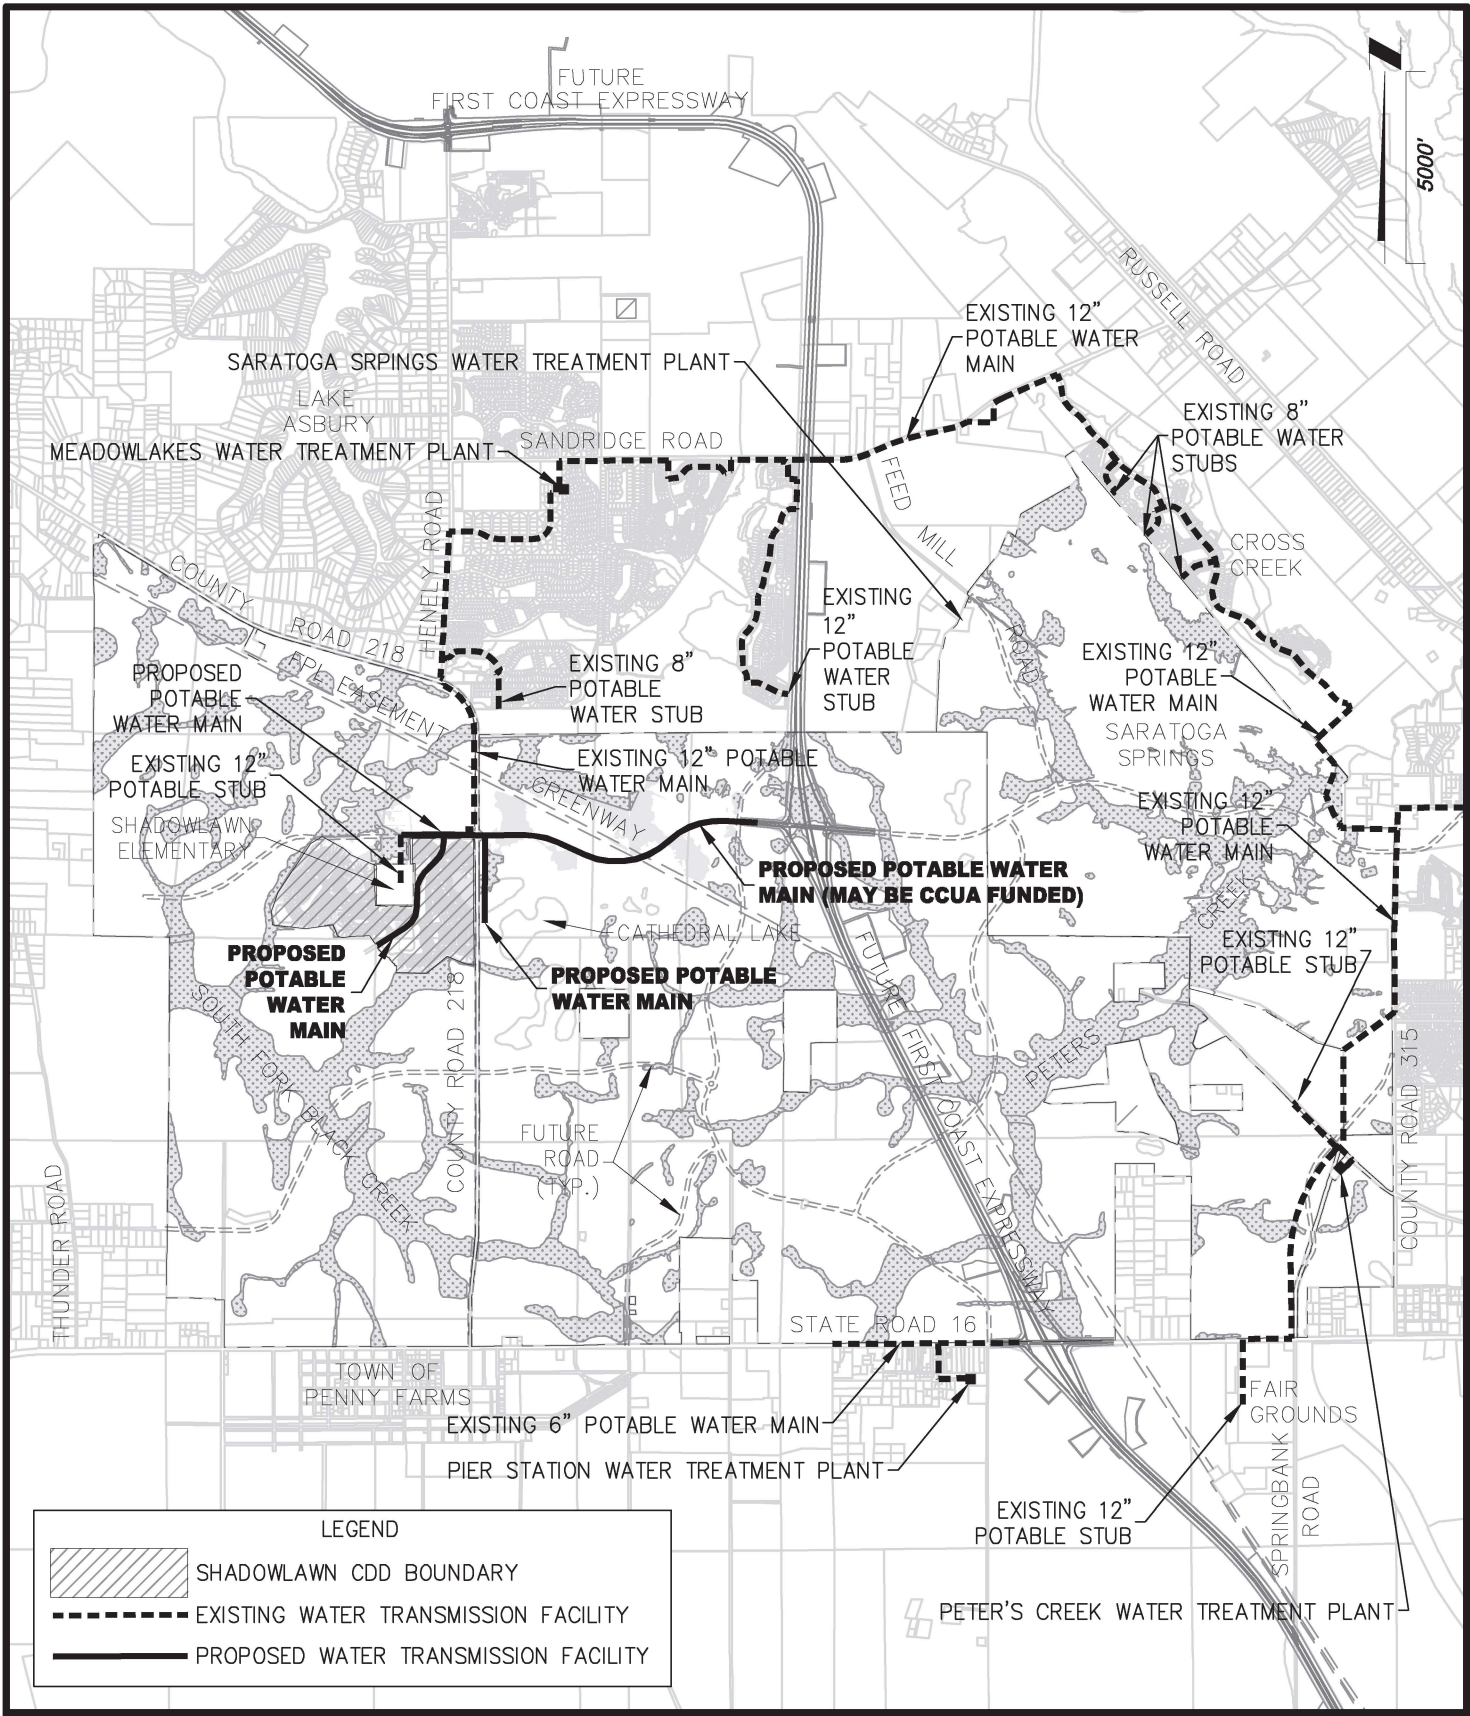 FUTURE
FIRST COAST EXPRESSWAY
5000'
RUSSELL ROAD
EXISTING 12"
POTABLE WATER
MAIN
SARATOGA SRPINGS WATER TREATMENT PLANT
LAKE
ASBURY
MEADOWLAKES WATER TREATMENT PLANT
SANDRIDGE ROAD
EXISTING 8"
POTABLE WATER
STUBS
FEED
MILL
ROAD
HENELY ROAD
CROSS
CREEK
COUNTY
ROAD 218
FPL EASEMENT
GREENWAY
EXISTING
12"
POTABLE
WATER
STUB
EXISTING 8"
POTABLE
WATER STUB
PROPOSED
POTABLE
WATER MAIN
EXISTING 12"
POTABLE
WATER MAIN
SARATOGA
SPRINGS
EXISTING 12"
POTABLE STUB
EXISTING 12" POTABLE
WATER MAIN
EXISTING 12"
POTABLE
WATER MAIN
SHADOWLAWN
ELEMENTARY
PROPOSED POTABLE WATER
MAIN (MAY BE CCUA FUNDED)
CATHEDRAL LAKE
PETERS
CREEK
EXISTING 12"
POTABLE STUB
PROPOSED
POTABLE
WATER
MAIN
PROPOSED POTABLE
WATER MAIN
COUNTY ROAD 218
SOUTH FORK BLACK CREEK
FUTURE FIRST COAST EXPRESSWAY
COUNTY ROAD 315
FUTURE
ROAD
(TYP.)
THUNDER ROAD
STATE ROAD 16
TOWN OF
PENNY FARMS
FAIR
GROUNDS
EXISTING 6" POTABLE WATER MAIN
PIER STATION WATER TREATMENT PLANT
EXISTING 12"
POTABLE STUB
SPRINGBANK
ROAD
PETER'S CREEK WATER TREATMENT PLANT
LEGEND
SHADOWLAWN CDD BOUNDARY
EXISTING WATER TRANSMISSION FACILITY
PROPOSED WATER TRANSMISSION FACILITY